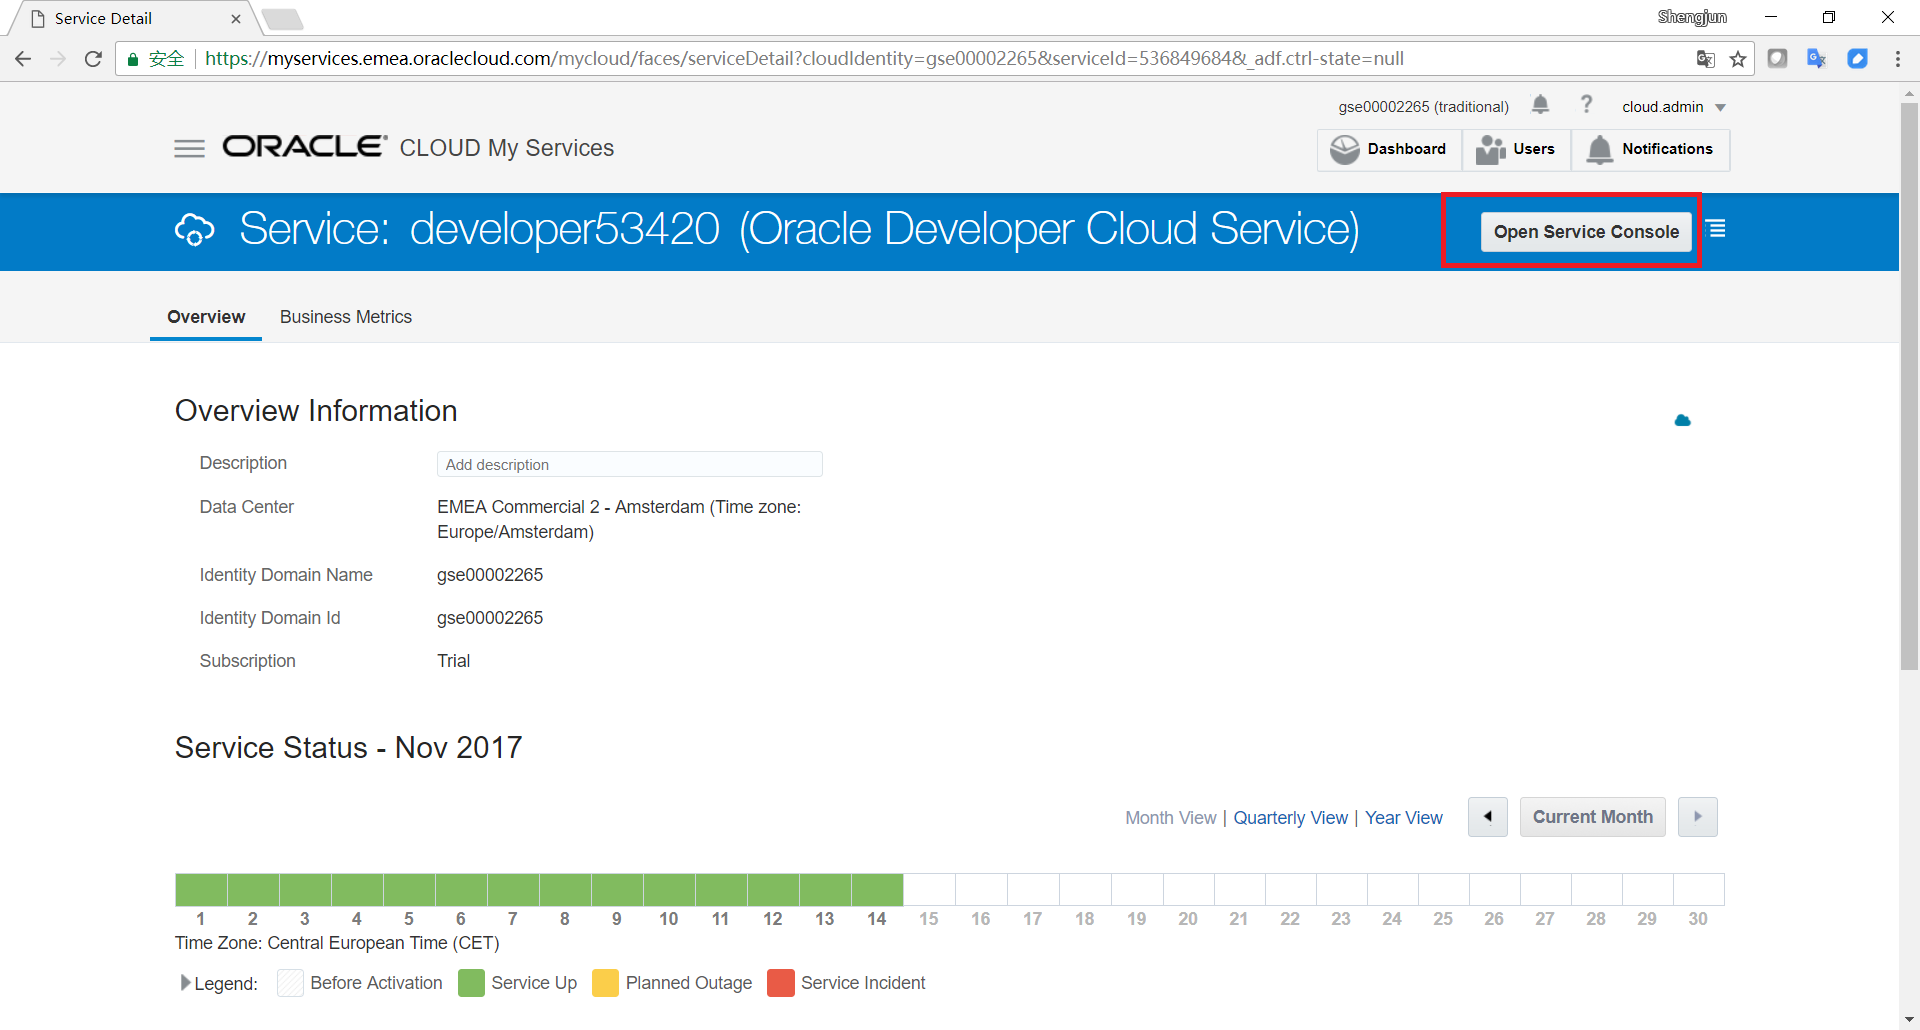 Service Detail
Shengjun
安全 https://myservices.emea.oraclecloud.com/mycloud/faces/serviceDetail?cloudIdentity=gse00002265&serviceId=536849684&_adf.ctrl-state=null
gse00002265 (traditional) ? cloud.admin
ORACLE CLOUD My Services
Dashboard Users Notifications
Service: developer53420 (Oracle Developer Cloud Service)
Open Service Console
Overview Business Metrics
Overview Information
Description Add description
Data Center EMEA Commercial 2 - Amsterdam (Time zone:
Europe/Amsterdam)
Identity Domain Name gse00002265
Identity Domain Id gse00002265
Subscription Trial
Service Status - Nov 2017
Month View | Quarterly View | Year View Current Month
1 2 3 4 5 6 7 8 9 10 11 12 13 14 15 16 17 18 19 20 21 22 23 24 25 26 27 28 29 30
Time Zone: Central European Time (CET)
Legend: Before Activation Service Up Planned Outage Service Incident